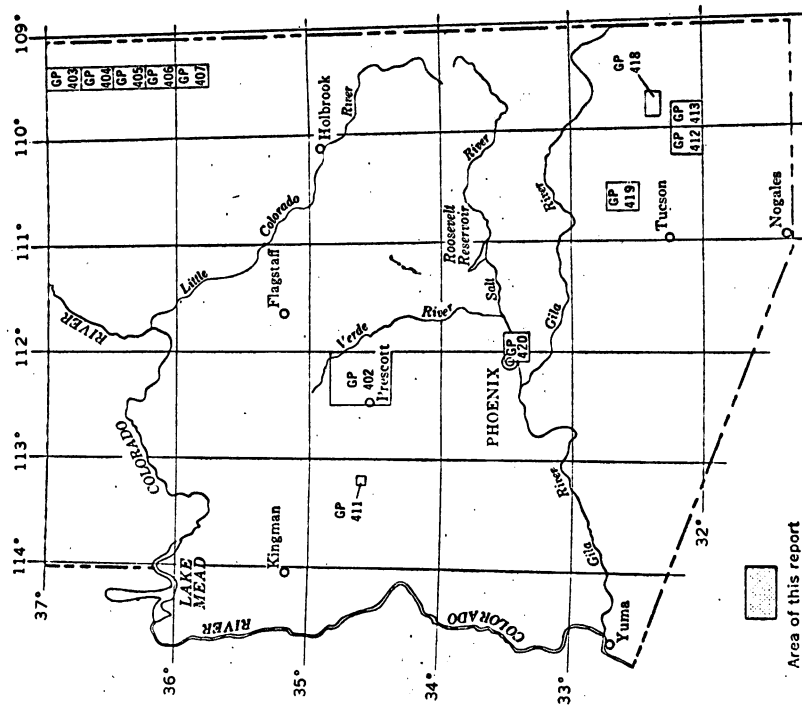 114°
113°
112°
111°
110°
109°
37°
36°
35°
34°
33°
32°
RIVER
COLORADO
LAKE
MEAD
Little
Colorado
River
GP
403
GP
404
GP
405
GP
406
GP
407
Kingman
Flagstaff
Holbrook
GP
411
GP
402
Prescott
Verde
River
RIVER
COLORADO
PHOENIX
GP
420
Salt
Roosevelt
Reservoir
River
Gila
River
Gila
River
Yuma
GP
419
GP
418
GP
412
GP
413
Tucson
Nogales
Area of this report